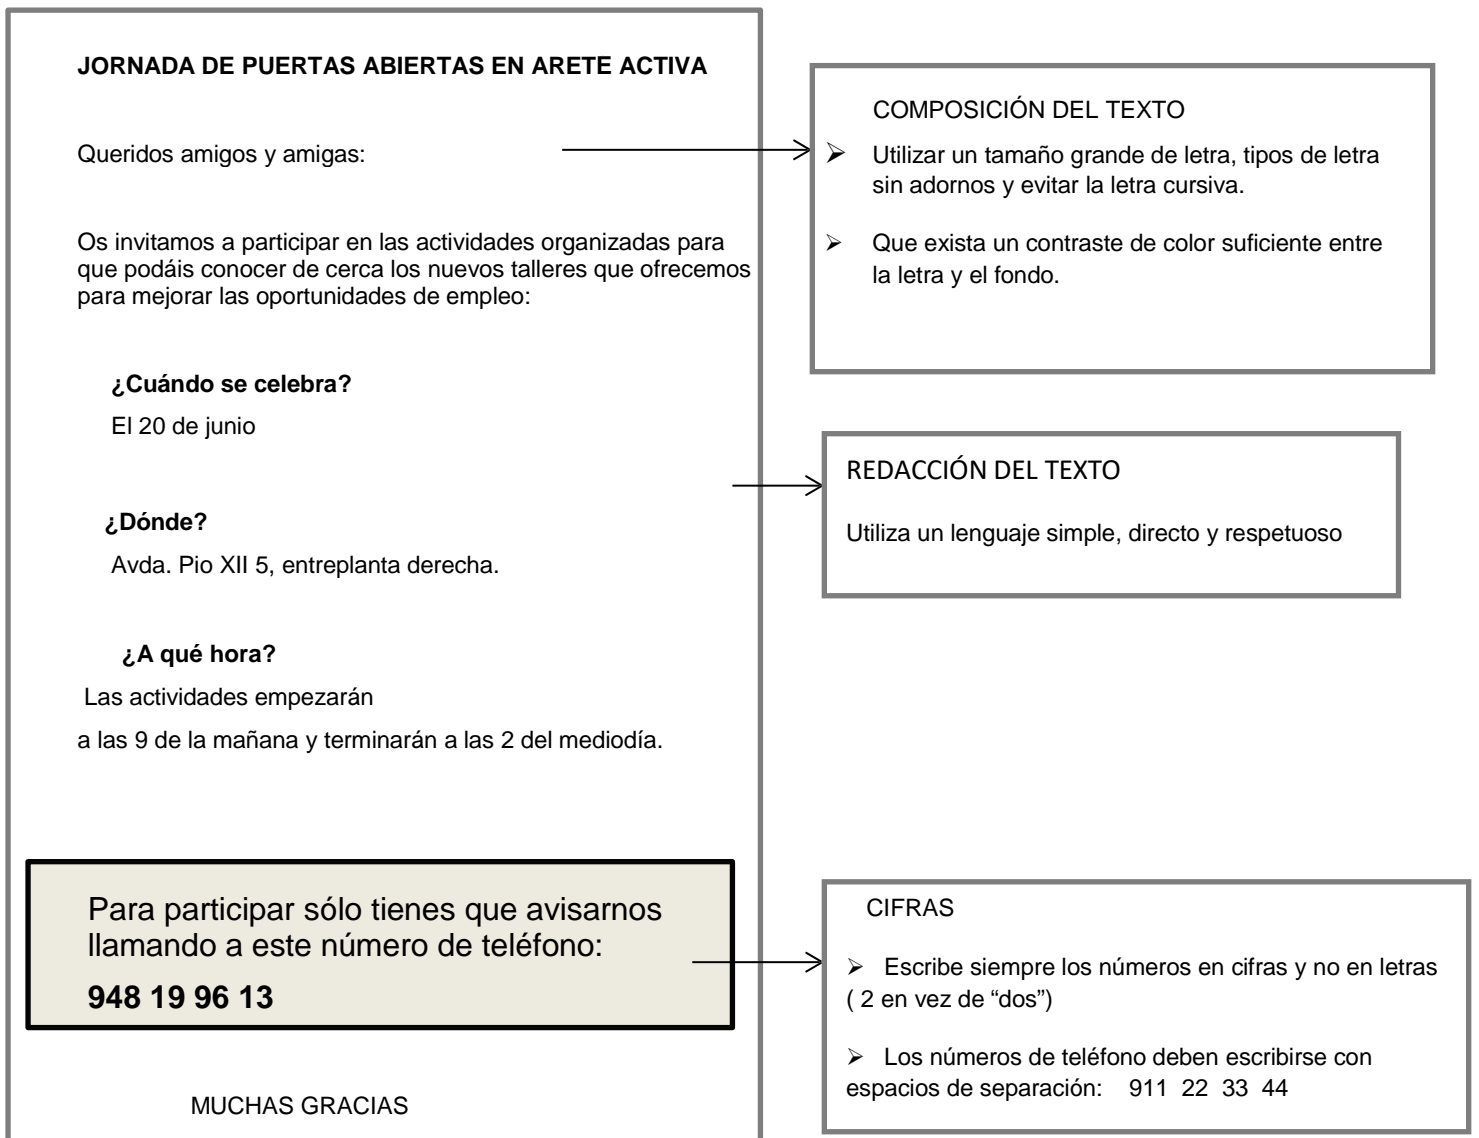 JORNADA DE PUERTAS ABIERTAS EN ARETE ACTIVA
Queridos amigos y amigas:
Os invitamos a participar en las actividades organizadas para
que podáis conocer de cerca los nuevos talleres que ofrecemos
para mejorar las oportunidades de empleo:
¿Cuándo se celebra?
El 20 de junio
¿Dónde?
Avda. Pio XII 5, entreplanta derecha.
¿A qué hora?
Las actividades empezarán
a las 9 de la mañana y terminarán a las 2 del mediodía.
Para participar sólo tienes que avisarnos
llamando a este número de teléfono:
948 19 96 13
MUCHAS GRACIAS
COMPOSICIÓN DEL TEXTO
➢ Utilizar un tamaño grande de letra, tipos de letra
sin adornos y evitar la letra cursiva.
➢ Que exista un contraste de color suficiente entre
la letra y el fondo.
REDACCIÓN DEL TEXTO
Utiliza un lenguaje simple, directo y respetuoso
CIFRAS
➢ Escribe siempre los números en cifras y no en letras
( 2 en vez de “dos”)
➢ Los números de teléfono deben escribirse con
espacios de separación: 911 22 33 44